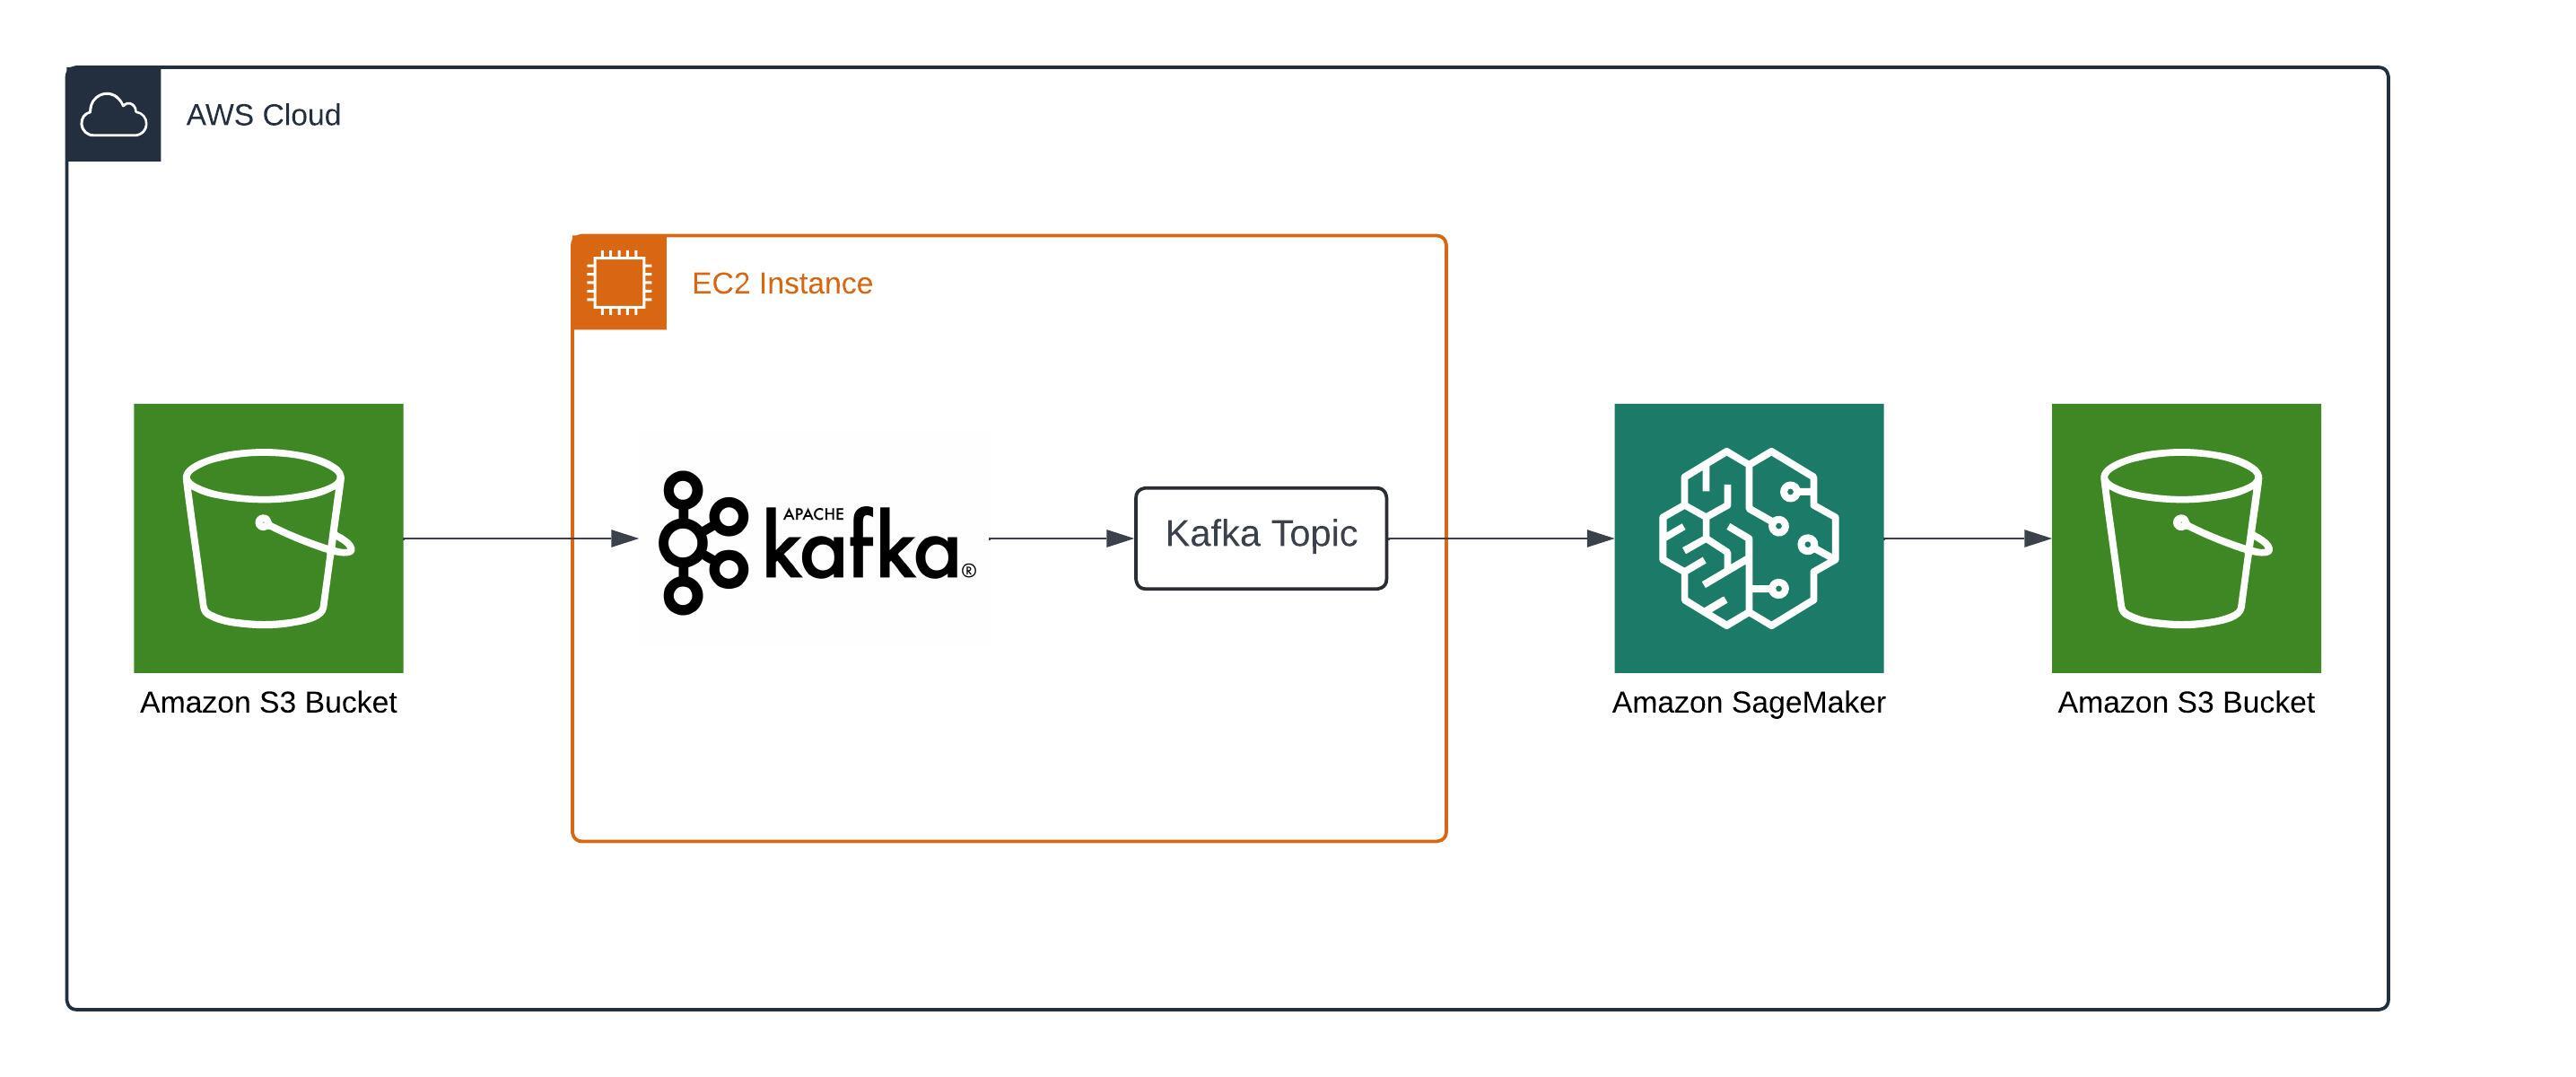 AWS Cloud
EC2 Instance
APACHE
kafka®
Kafka Topic
Amazon S3 Bucket
Amazon SageMaker
Amazon S3 Bucket